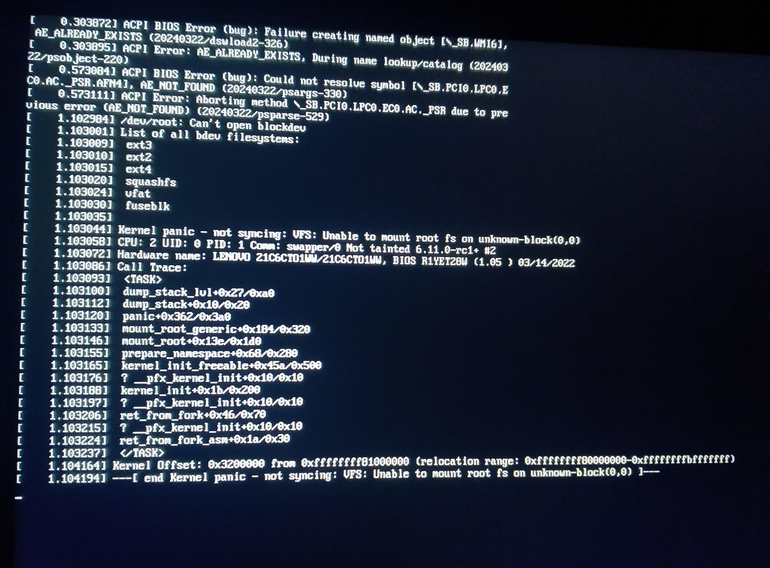 [    0.303872] ACPI BIOS Error (bug): Failure creating named object [\_SB.WMI6],
 AE_ALREADY_EXISTS (20240322/dswload2-326)
[    0.303895] ACPI Error: AE_ALREADY_EXISTS, During name lookup/catalog (202403
22/psobject-220)
[    0.573084] ACPI BIOS Error (bug): Could not resolve symbol [\_SB.PCI0.LPC0.E
C0.AC._PSR.AFN4], AE_NOT_FOUND (20240322/psargs-330)
[    0.573111] ACPI Error: Aborting method \_SB.PCI0.LPC0.EC0.AC._PSR due to pre
vious error (AE_NOT_FOUND) (20240322/psparse-529)
[    1.102984] /dev/root: Can't open blockdev
[    1.103001] List of all bdev filesystems:
[    1.103009]  ext3
[    1.103010]  ext2
[    1.103015]  ext4
[    1.103020]  squashfs
[    1.103024]  vfat
[    1.103030]  fuseblk
[    1.103035]
[    1.103044] Kernel panic - not syncing: VFS: Unable to mount root fs on unknown-block(0,0)
[    1.103058] CPU: 2 UID: 0 PID: 1 Comm: swapper/0 Not tainted 6.11.0-rc1+ #2
[    1.103072] Hardware name: LENOVO 21C6CTO1WW/21C6CTO1WW, BIOS R1YET28W (1.05 ) 03/14/2022
[    1.103086] Call Trace:
[    1.103093]  <TASK>
[    1.103100]  dump_stack_lvl+0x27/0xa0
[    1.103112]  dump_stack+0x10/0x20
[    1.103120]  panic+0x362/0x3a0
[    1.103133]  mount_root_generic+0x184/0x320
[    1.103146]  mount_root+0x13e/0x1d0
[    1.103155]  prepare_namespace+0x68/0x280
[    1.103165]  kernel_init_freeable+0x45a/0x500
[    1.103176]  ? __pfx_kernel_init+0x10/0x10
[    1.103188]  kernel_init+0x1b/0x200
[    1.103197]  ? __pfx_kernel_init+0x10/0x10
[    1.103206]  ret_from_fork+0x46/0x70
[    1.103215]  ? __pfx_kernel_init+0x10/0x10
[    1.103224]  ret_from_fork_asm+0x1a/0x30
[    1.103237]  </TASK>
[    1.104164] Kernel Offset: 0x3200000 from 0xffffffff81000000 (relocation range: 0xffffffff80000000-0xffffffffbfffffff)
[    1.104194] ---[ end Kernel panic - not syncing: VFS: Unable to mount root fs on unknown-block(0,0) ]---